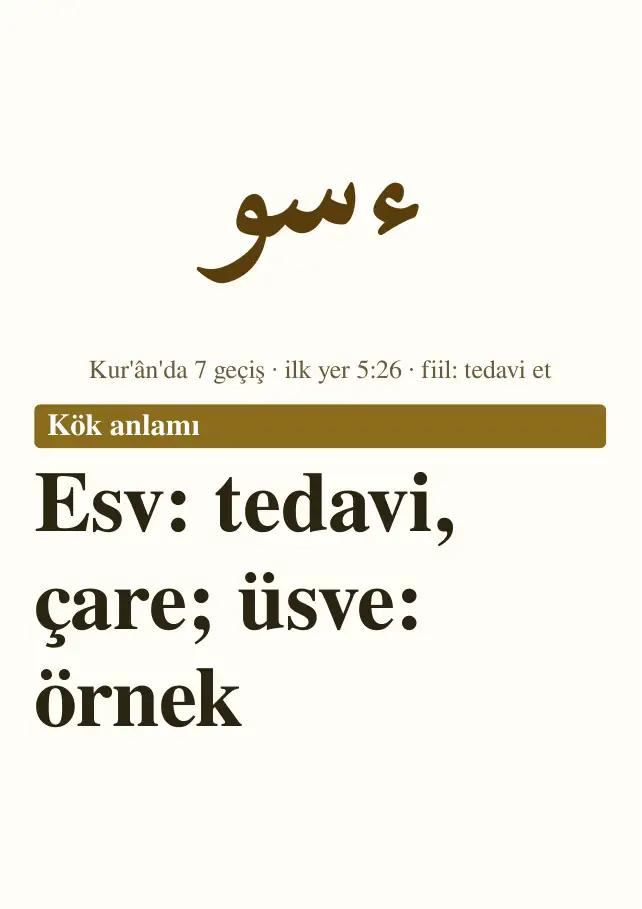 ءسو
Kur'ân'da 7 geçiş · ilk yer 5:26 · fiil: tedavi et
Kök anlamı
Esv: tedavi,
çare; üsve:
örnek